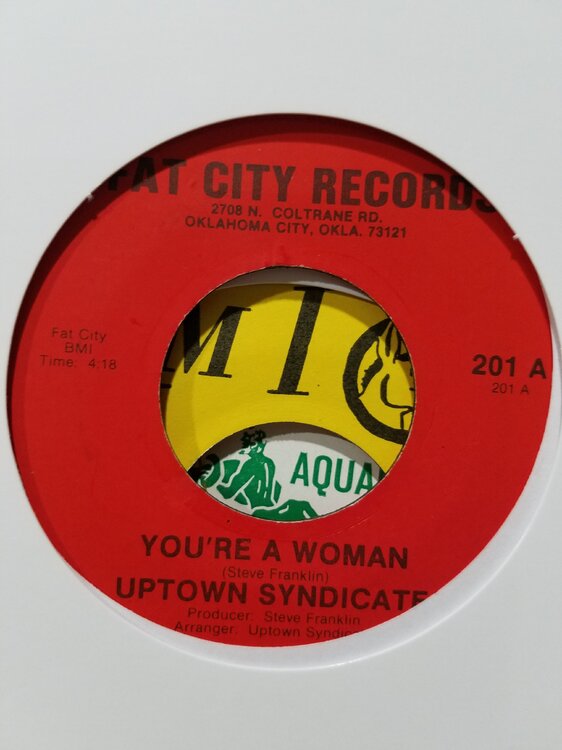 FAT CITY RECORDS
2708 N. COLTRANE RD.
OKLAHOMA CITY, OKLA. 73121
Fat City
BMI
Time: 4:18
201 A
201 A
MI
AQUA
YOU'RE A WOMAN
(Steve Franklin)
UPTOWN SYNDICATE
Producer: Steve Franklin
Arranger: Uptown Syndic